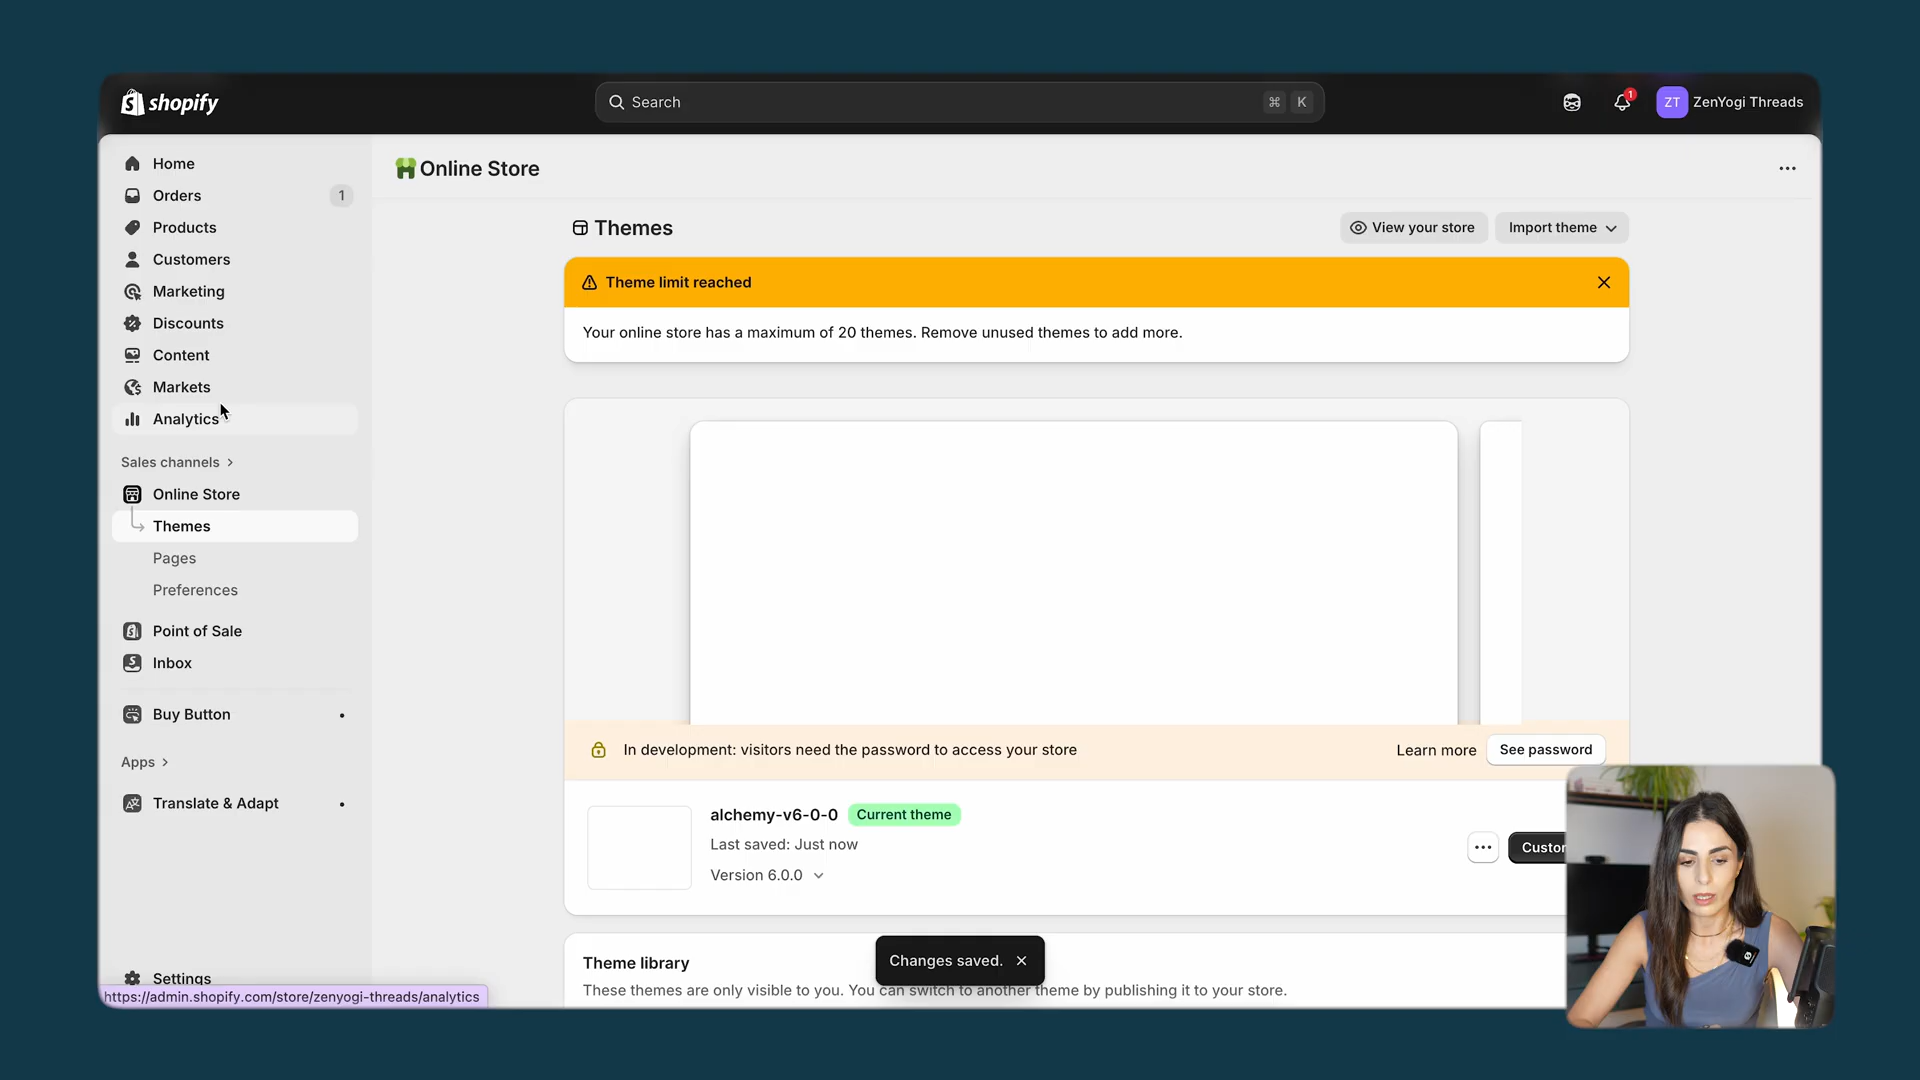 shopify
Search
⌘ K
1
ZT ZenYogi Threads
Home
Orders 1
Products
Customers
Marketing
Discounts
Content
Markets
Analytics
Sales channels
Online Store
Themes
Pages
Preferences
Point of Sale
Inbox
Buy Button
Apps
Translate & Adapt
Settings
https://admin.shopify.com/store/zenyogi-threads/analytics
Online Store
Themes
View your store
Import theme
Theme limit reached
Your online store has a maximum of 20 themes. Remove unused themes to add more.
In development: visitors need the password to access your store
Learn more
See password
alchemy-v6-0-0 Current theme
Last saved: Just now
Version 6.0.0
Custor
Theme library
These themes are only visible to you. You can switch to another theme by publishing it to your store.
Changes saved.